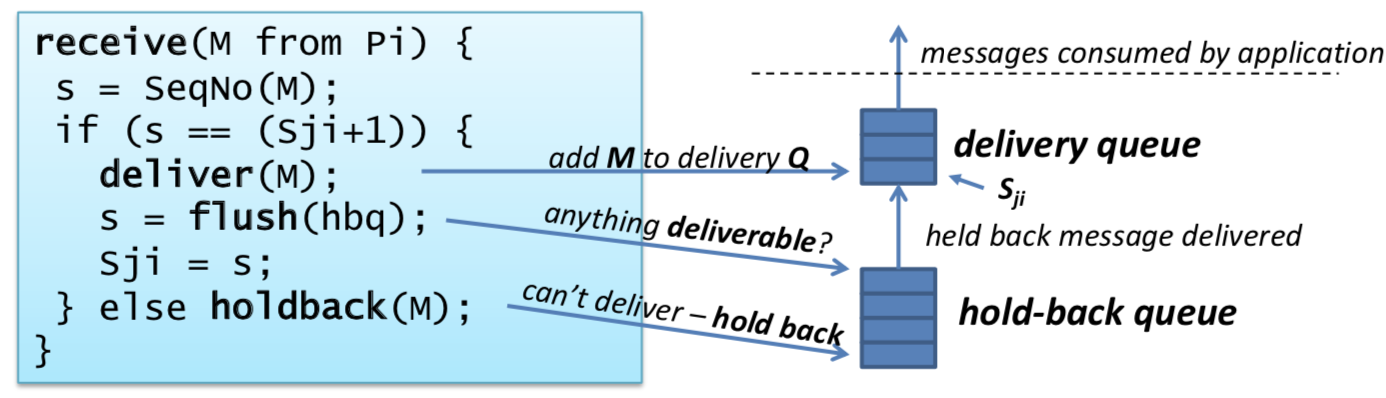 receive(M from Pi) {
s = SeqNo(M);
if (s == (Sji+1)) {
deliver(M);
s = flush(hbq);
Sji = s;
} else holdback(M);
}
add M to delivery Q
anything deliverable?
can't deliver – hold back
messages consumed by application
delivery queue
Sji
held back message delivered
hold-back queue